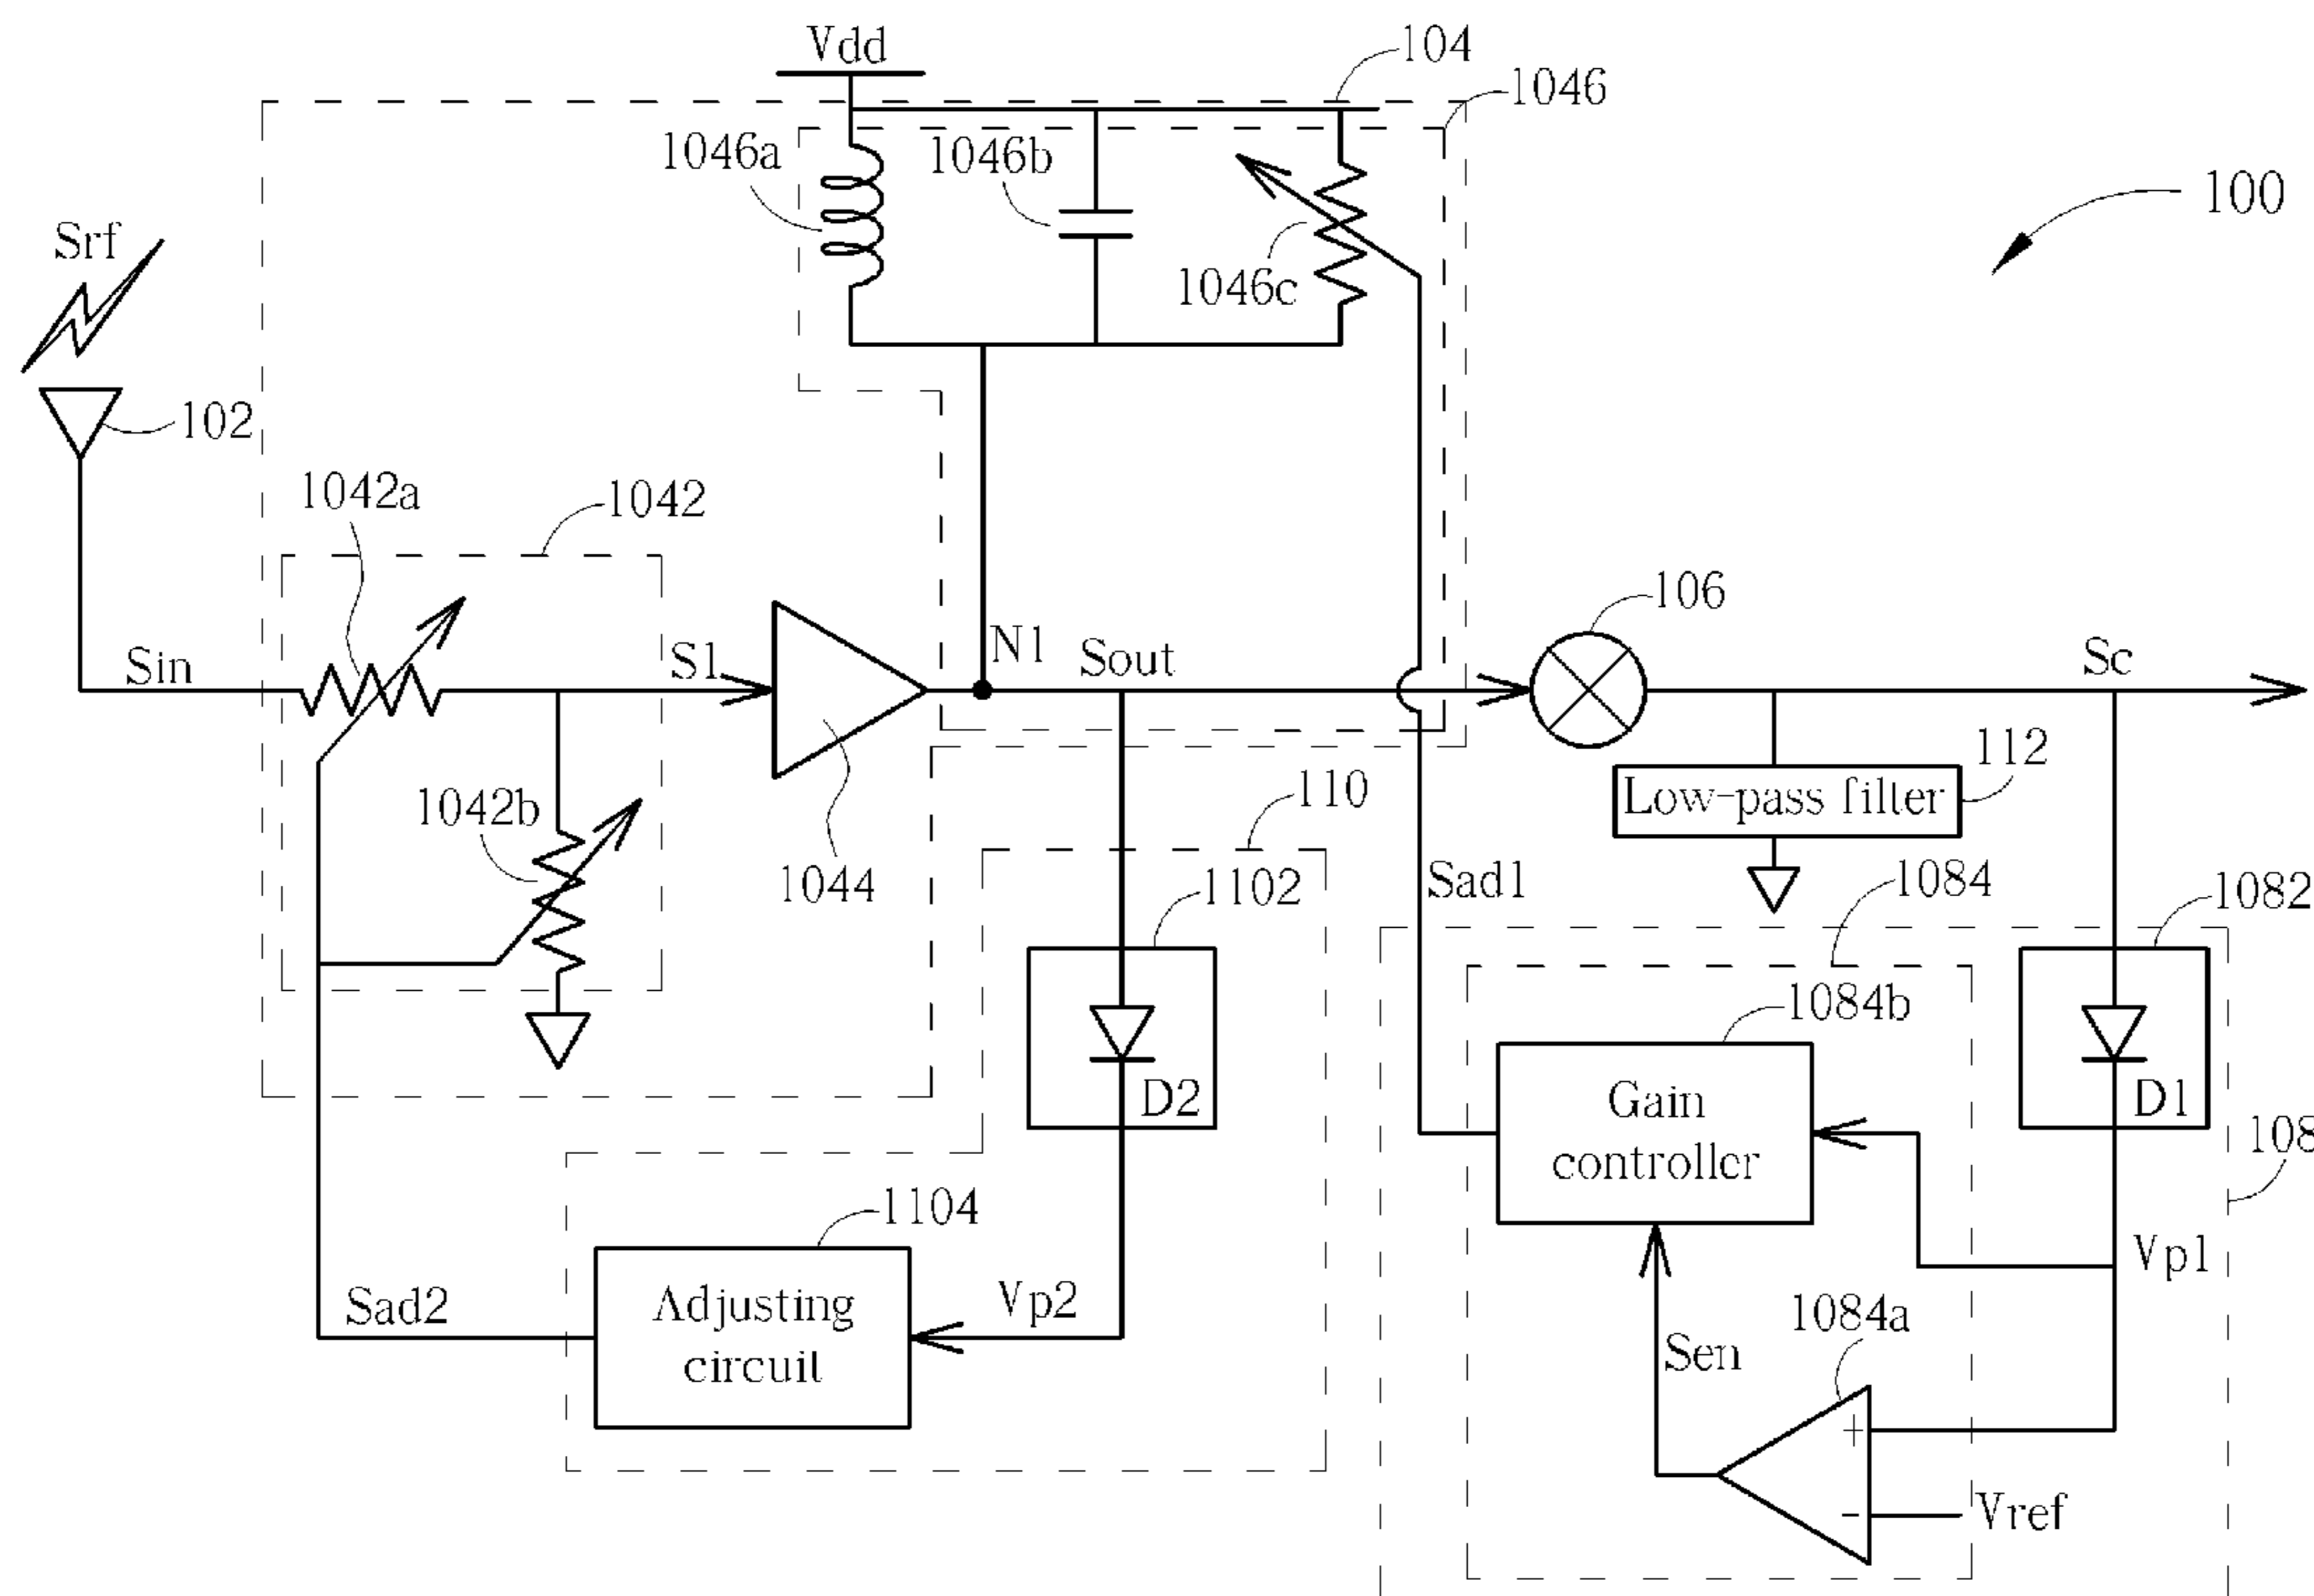 Vdd
104
1046
1046a
1046b
1046c
100
Srf
102
1042a
1042
106
Sin
S1
N1
Sout
Sc
112
Low-pass filter
1042b
110
1044
1102
Sad1
1084
1082
1084b
D2
Gain
controller
D1
108
1104
Vp1
Sad2
Adjusting
circuit
Vp2
1084a
Sen
+
−
Vref